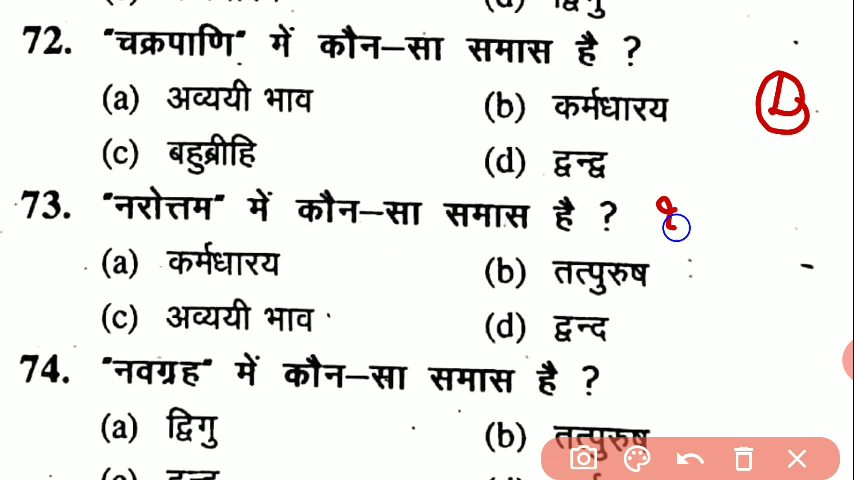 72. "चक्रपाणि" में कौन–सा समास है ?
(a) अव्ययी भाव (b) कर्मधारय
(c) बहुब्रीहि (d) द्वन्द्व
73. "नरोत्तम" में कौन–सा समास है ?
(a) कर्मधारय (b) तत्पुरुष
(c) अव्ययी भाव (d) द्वन्द
74. "नवग्रह" में कौन–सा समास है ?
(a) द्विगु (b) तत्पुरुष